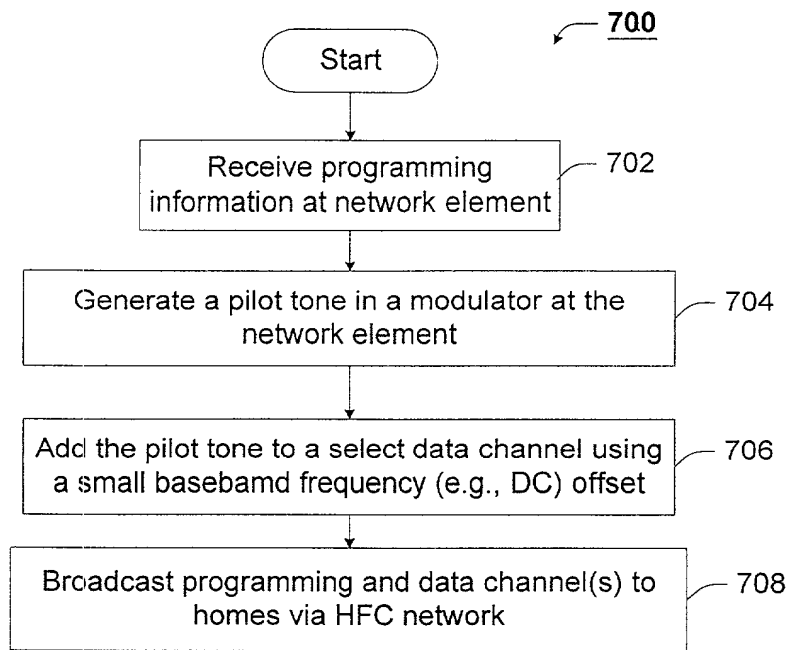 700
Start
Receive programming
information at network element
702
Generate a pilot tone in a modulator at the
network element
704
Add the pilot tone to a select data channel using
a small basebamd frequency (e.g., DC) offset
706
Broadcast programming and data channel(s) to
homes via HFC network
708